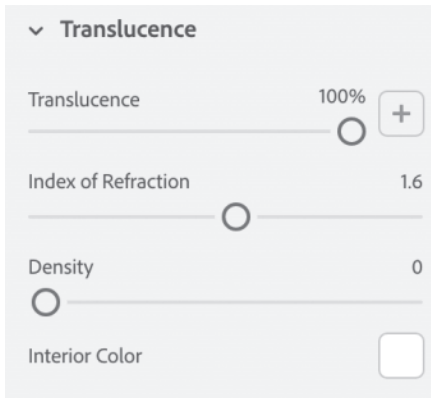 Translucence
Translucence 100%
Index of Refraction 1.6
Density 0
Interior Color